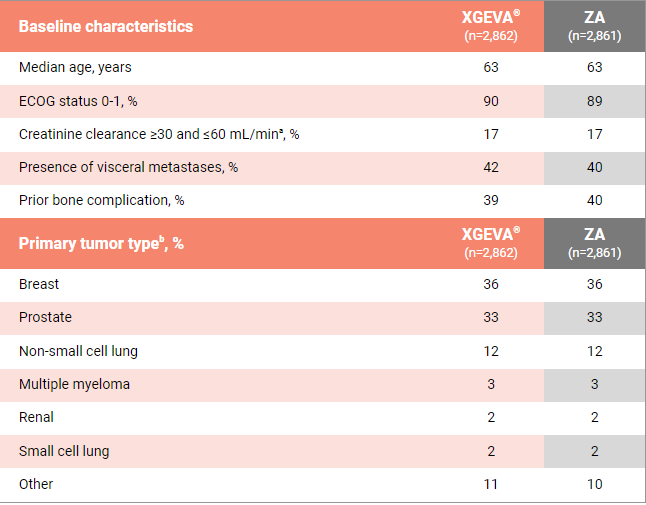 Baseline characteristics XGEVA® ZA
(n=2,862) (n=2,861)
Median age, years 63 63
ECOG status 0-1, % 90 89
Creatinine clearance ≥30 and ≤60 mL/minª, % 17 17
Presence of visceral metastases, % 42 40
Prior bone complication, % 39 40
Primary tumor typeᵇ, % XGEVA® ZA
(n=2,862) (n=2,861)
Breast 36 36
Prostate 33 33
Non-small cell lung 12 12
Multiple myeloma 3 3
Renal 2 2
Small cell lung 2 2
Other 11 10